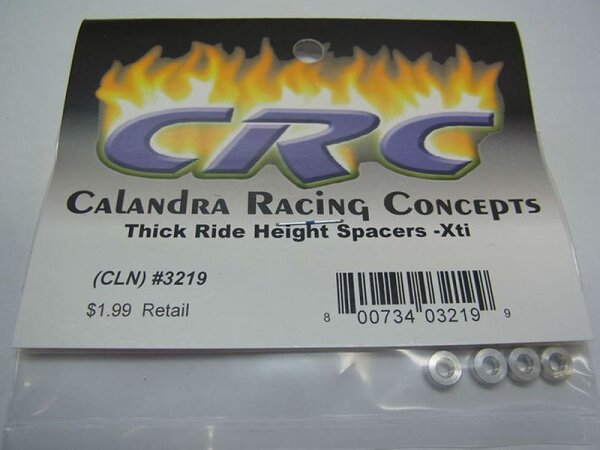 CRC
Calandra Racing Concepts
Thick Ride Height Spacers -Xti
(CLN) #3219
$1.99 Retail
8 00734 03219 9